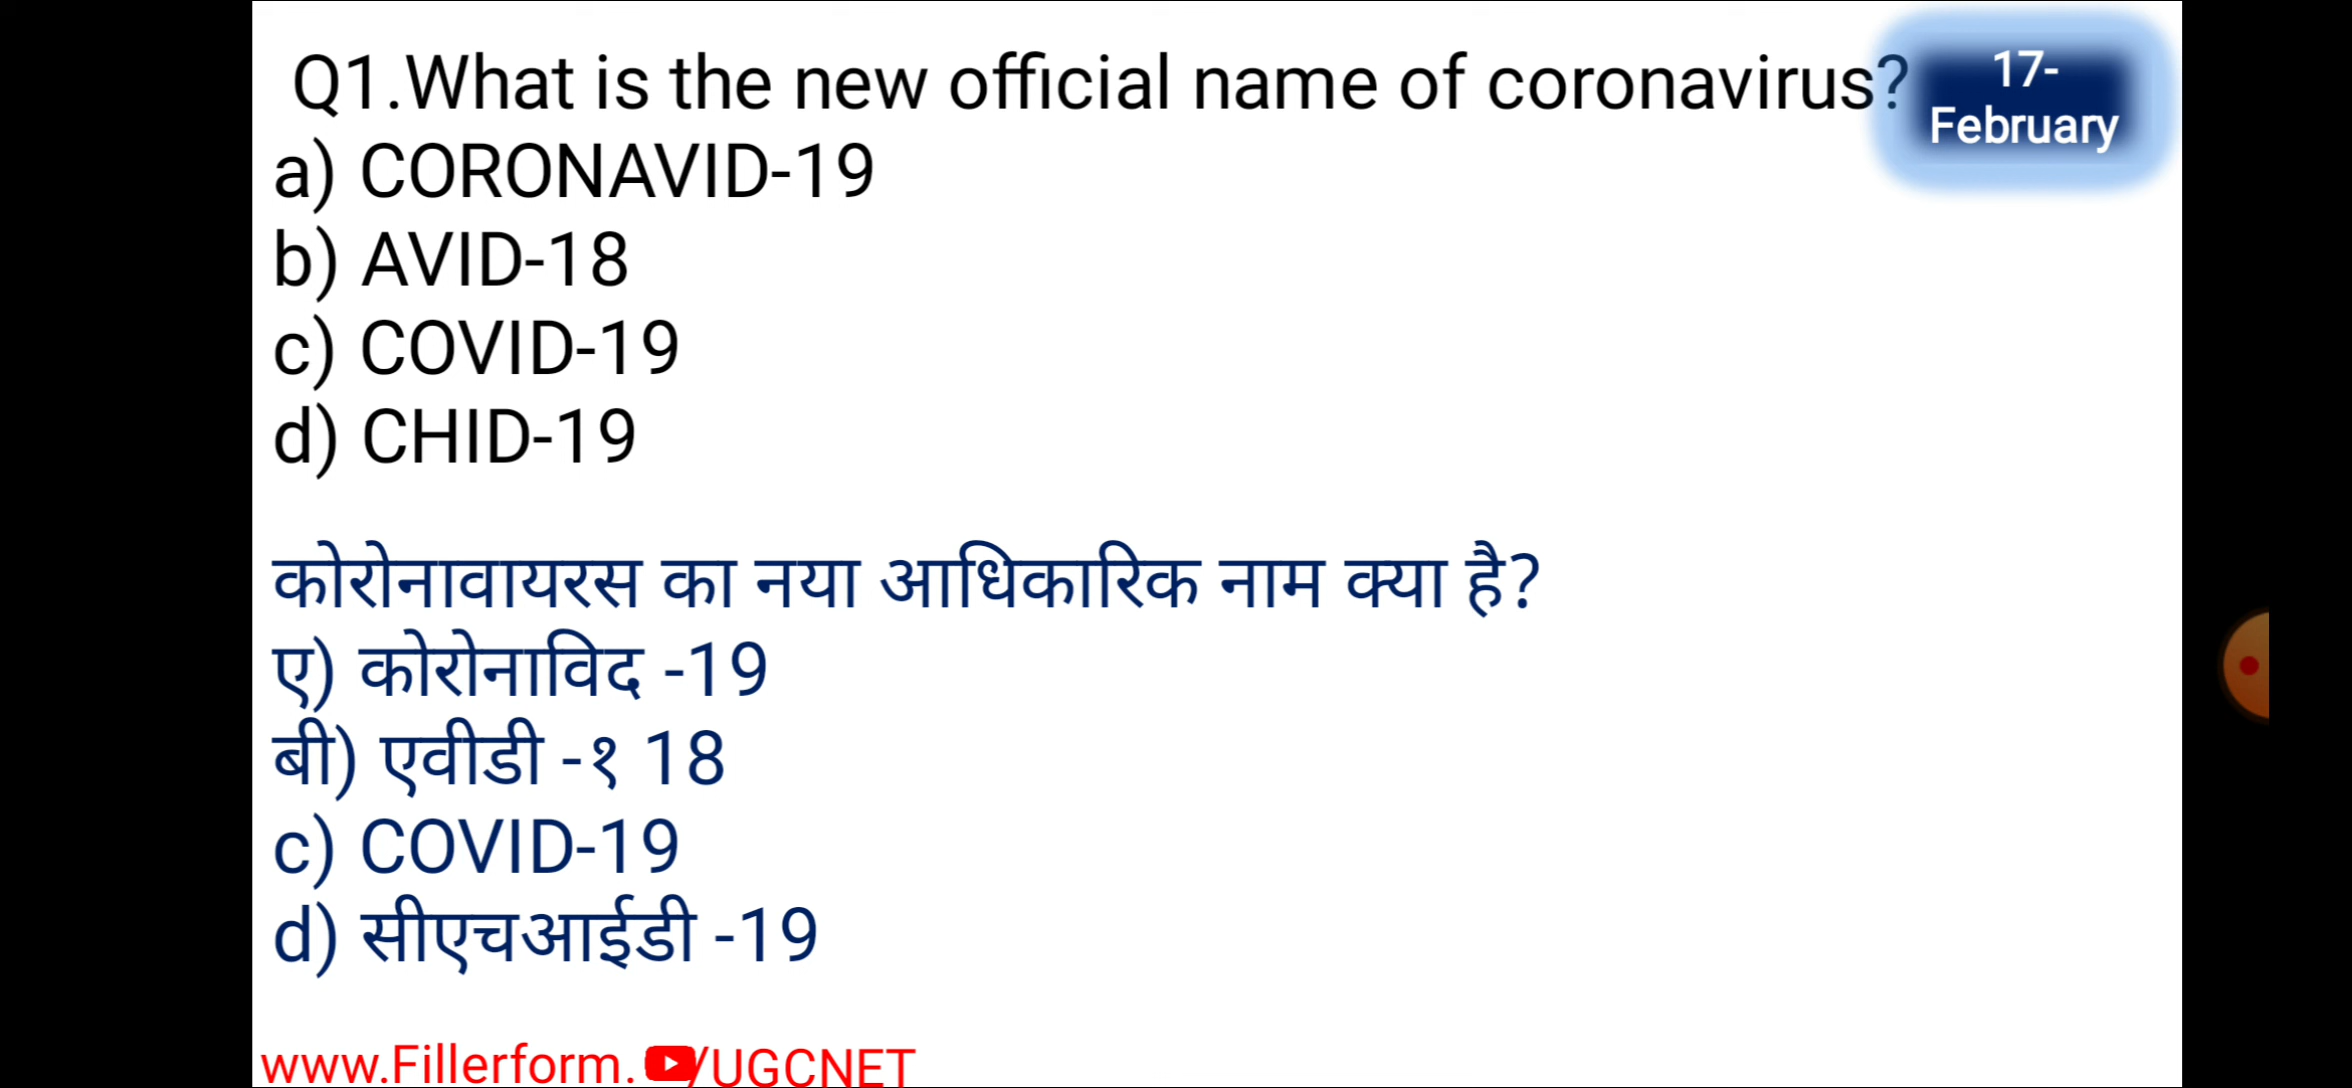 Q1.What is the new official name of coronavirus?
17-
February
a) CORONAVID-19
b) AVID-18
c) COVID-19
d) CHID-19
कोरोनावायरस का नया आधिकारिक नाम क्या है?
ए) कोरोनाविद -19
बी) एवीडी -१ 18
c) COVID-19
d) सीएचआईडी -19
www.Fillerform. /UGCNET